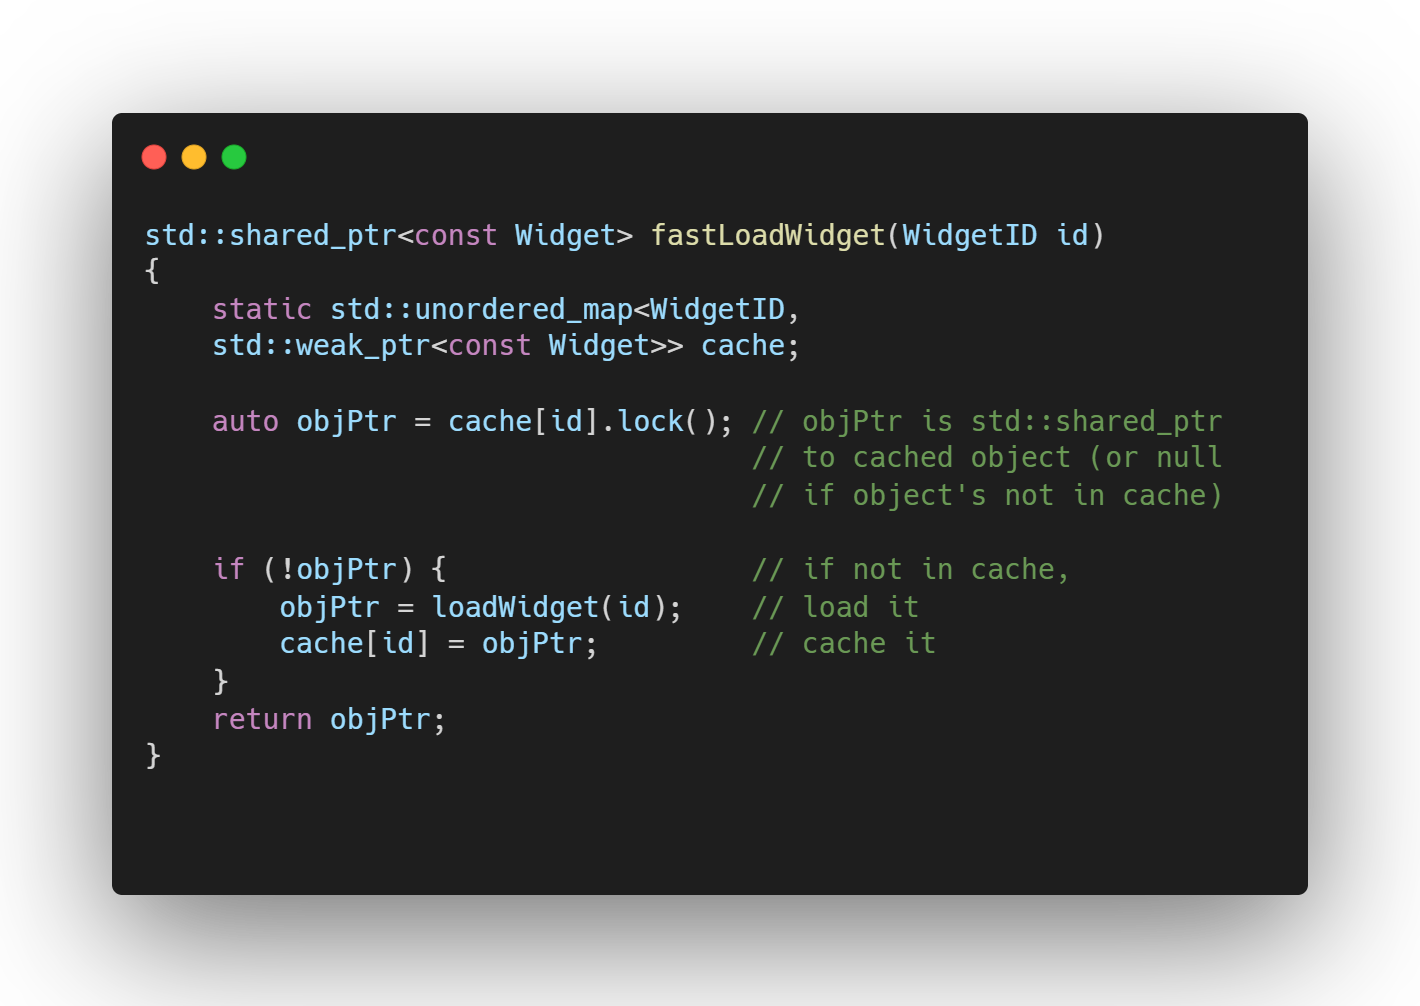 std::shared_ptr<const Widget> fastLoadWidget(WidgetID id)
{
    static std::unordered_map<WidgetID,
    std::weak_ptr<const Widget>> cache;

    auto objPtr = cache[id].lock(); // objPtr is std::shared_ptr
                                    // to cached object (or null
                                    // if object's not in cache)

    if (!objPtr) {                  // if not in cache,
        objPtr = loadWidget(id);    // load it
        cache[id] = objPtr;         // cache it
    }
    return objPtr;
}